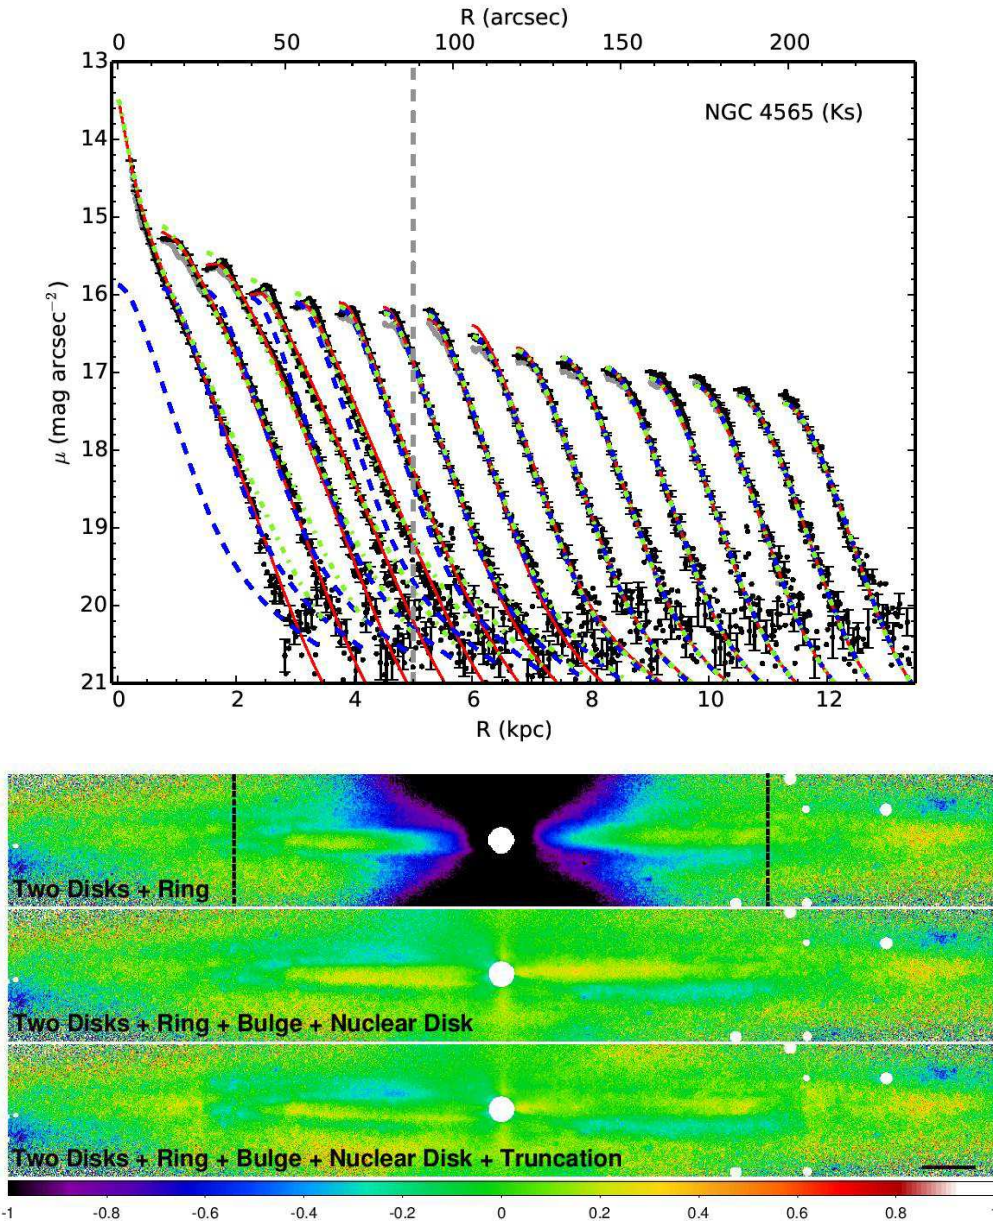 R (arcsec)
0 50 100 150 200
NGC 4565 (Ks)
13
14
15
16
17
18
19
20
21
μ (mag arcsec⁻²)
0 2 4 6 8 10 12
R (kpc)
Two Disks + Ring
Two Disks + Ring + Bulge + Nuclear Disk
Two Disks + Ring + Bulge + Nuclear Disk + Truncation
-1 -0.8 -0.6 -0.4 -0.2 0 0.2 0.4 0.6 0.8 1